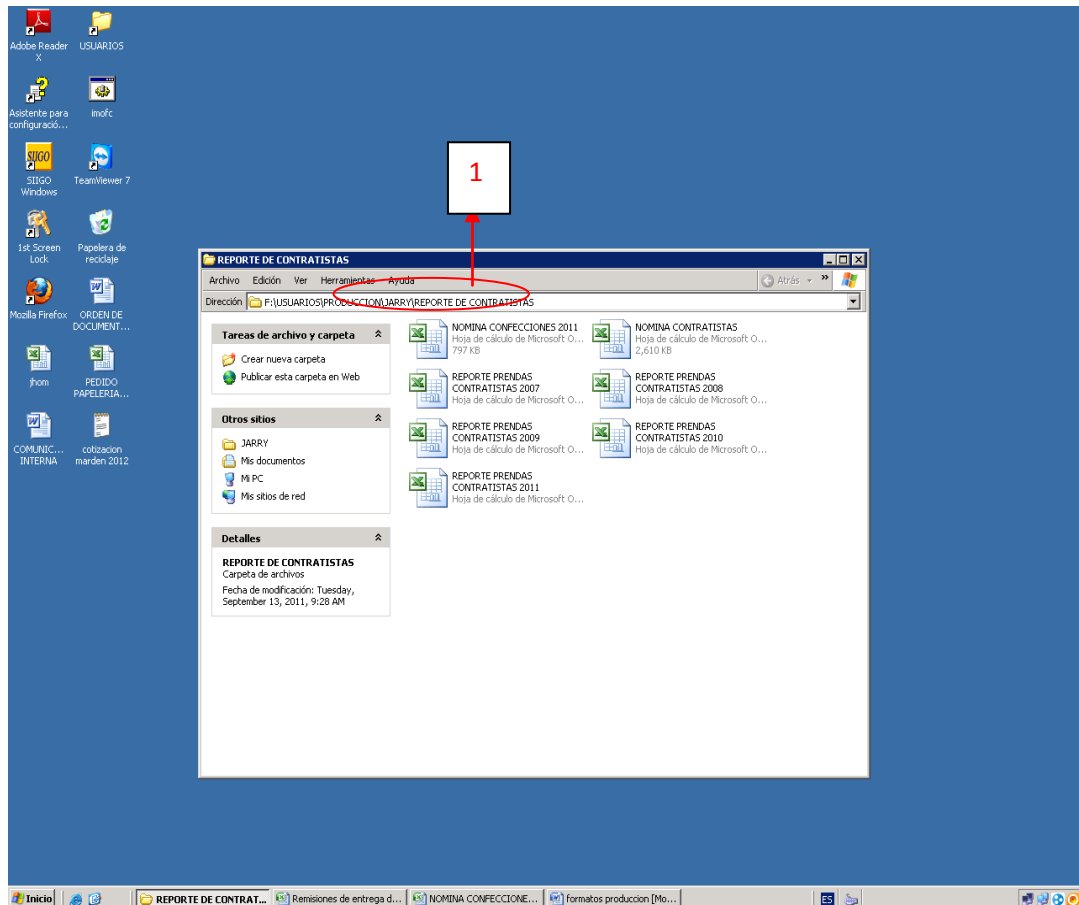 Adobe Reader
X
USUARIOS
Asistente para
configuració...
imofc
SIIGO
SIIGO
Windows
TeamViewer 7
1st Screen
Lock
Papelera de
reciclaje
Mozilla Firefox
ORDEN DE
DOCUMENT...
jhom
PEDIDO
PAPELERIA...
COMUNIC...
INTERNA
cotizacion
marden 2012
1
REPORTE DE CONTRATISTAS
Archivo Edición Ver Herramientas Ayuda
Atrás
Dirección F:\USUARIOS\PRODUCCION\JARRY\REPORTE DE CONTRATISTAS
Tareas de archivo y carpeta
Crear nueva carpeta
Publicar esta carpeta en Web
Otros sitios
JARRY
Mis documentos
Mi PC
Mis sitios de red
Detalles
REPORTE DE CONTRATISTAS
Carpeta de archivos
Fecha de modificación: Tuesday,
September 13, 2011, 9:28 AM
NOMINA CONFECCIONES 2011
Hoja de cálculo de Microsoft O...
797 KB
NOMINA CONTRATISTAS
Hoja de cálculo de Microsoft O...
2,610 KB
REPORTE PRENDAS
CONTRATISTAS 2007
Hoja de cálculo de Microsoft O...
REPORTE PRENDAS
CONTRATISTAS 2008
Hoja de cálculo de Microsoft O...
REPORTE PRENDAS
CONTRATISTAS 2009
Hoja de cálculo de Microsoft O...
REPORTE PRENDAS
CONTRATISTAS 2010
Hoja de cálculo de Microsoft O...
REPORTE PRENDAS
CONTRATISTAS 2011
Hoja de cálculo de Microsoft O...
Inicio
REPORTE DE CONTRAT...
Remisiones de entrega d...
NOMINA CONFECCIONE...
formatos produccion [Mo...
ES